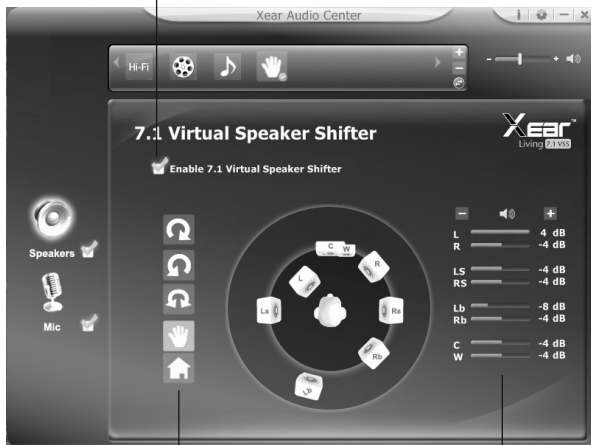 Xear Audio Center
i
Hi-Fi
7.1 Virtual Speaker Shifter
Xear™
Living 7.1 VSS
Enable 7.1 Virtual Speaker Shifter
Speakers
Mic
C W
L
R
Ls
Rs
Lb
Rb
L 4 dB
R -4 dB
LS -4 dB
RS -4 dB
Lb -8 dB
Rb -4 dB
C -4 dB
W -4 dB